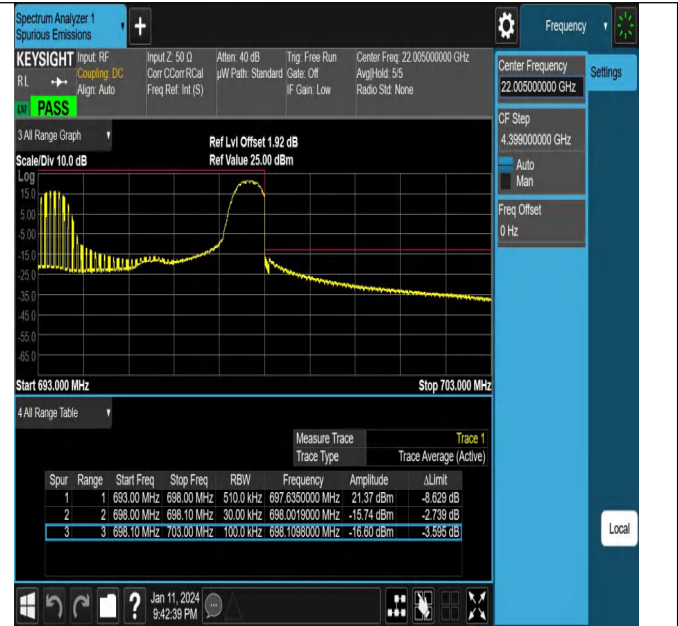 Spectrum Analyzer 1
Spurious Emissions
+
Frequency
KEYSIGHT
RL
LXI
PASS
Input: RF
Coupling: DC
Align: Auto
Input Z: 50 Ω
Corr CCorr RCal
Freq Ref: Int (S)
Atten: 40 dB
µW Path: Standard
Trig: Free Run
Gate: Off
IF Gain: Low
Center Freq: 22.005000000 GHz
Avg|Hold: 5/5
Radio Std: None
Center Frequency
22.005000000 GHz
Settings
CF Step
4.399000000 GHz
Auto
Man
Freq Offset
0 Hz
3 All Range Graph
Scale/Div 10.0 dB
Ref Lvl Offset 1.92 dB
Ref Value 25.00 dBm
Log
15.0
5.00
-5.00
-15.0
-25.0
-35.0
-45.0
-55.0
-65.0
Start 693.000 MHz
Stop 703.000 MHz
4 All Range Table
Measure Trace Trace 1
Trace Type Trace Average (Active)
Spur Range Start Freq Stop Freq RBW Frequency Amplitude ΔLimit
1 1 693.00 MHz 698.00 MHz 510.0 kHz 697.6350000 MHz 21.37 dBm -8.629 dB
2 2 698.00 MHz 698.10 MHz 30.00 kHz 698.0019000 MHz -15.74 dBm -2.739 dB
3 3 698.10 MHz 703.00 MHz 100.0 kHz 698.1098000 MHz -16.60 dBm -3.595 dB
Local
?
Jan 11, 2024
9:42:39 PM